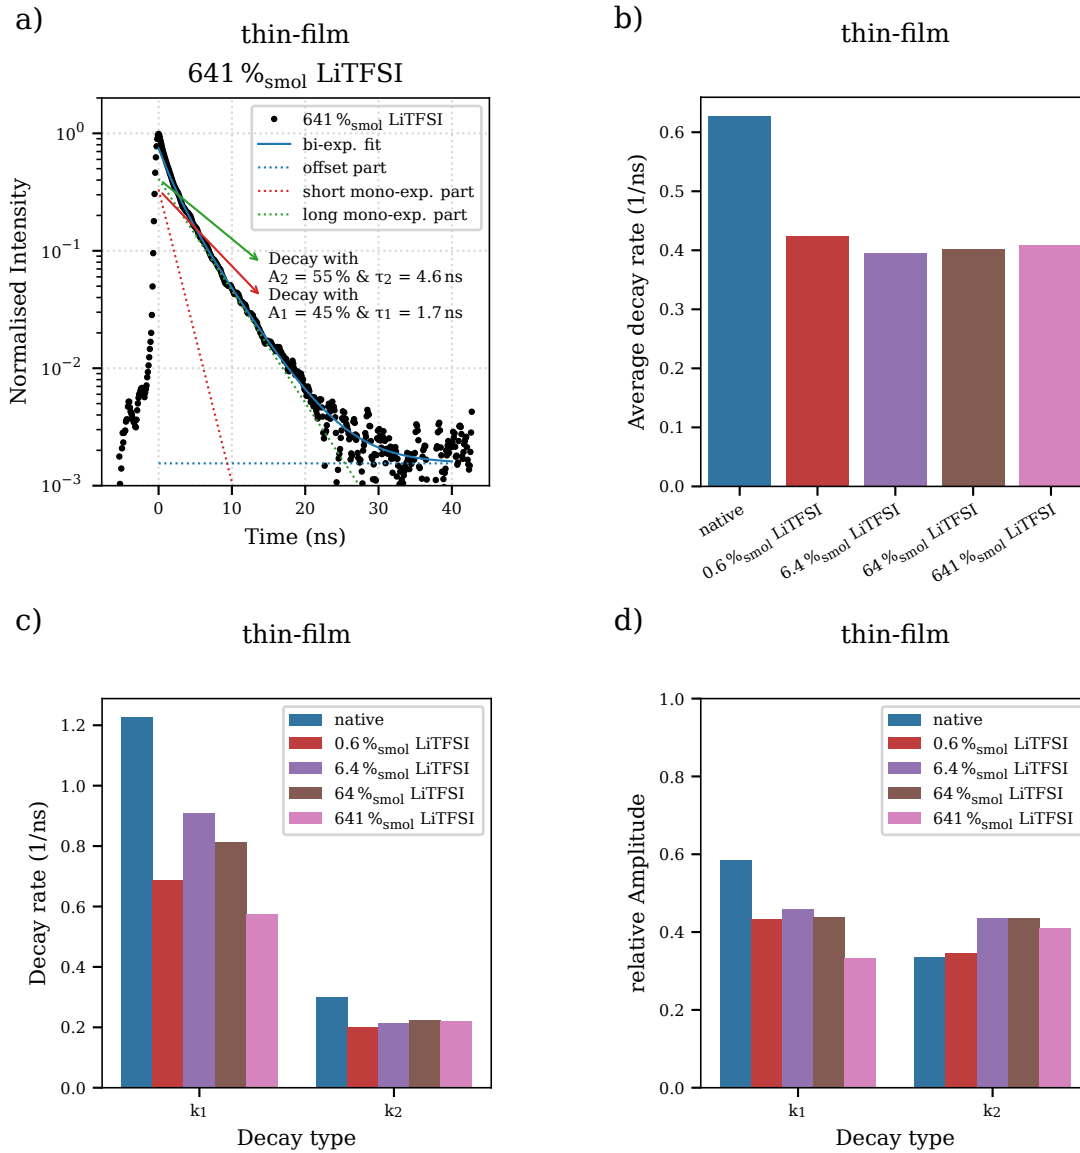 a)
thin-film
641 %smol LiTFSI
10⁰
10⁻¹
10⁻²
10⁻³
Normalised Intensity
0
10
20
30
40
Time (ns)
641 %smol LiTFSI
bi-exp. fit
offset part
short mono-exp. part
long mono-exp. part
Decay with
A₂ = 55 % & τ₂ = 4.6 ns
Decay with
A₁ = 45 % & τ₁ = 1.7 ns
b)
thin-film
0.6
0.5
0.4
0.3
0.2
0.1
0.0
Average decay rate (1/ns)
native
0.6 %smol LiTFSI
6.4 %smol LiTFSI
64 %smol LiTFSI
641 %smol LiTFSI
c)
thin-film
1.2
1.0
0.8
0.6
0.4
0.2
0.0
Decay rate (1/ns)
native
0.6 %smol LiTFSI
6.4 %smol LiTFSI
64 %smol LiTFSI
641 %smol LiTFSI
k₁
k₂
Decay type
d)
thin-film
1.0
0.8
0.6
0.4
0.2
0.0
relative Amplitude
native
0.6 %smol LiTFSI
6.4 %smol LiTFSI
64 %smol LiTFSI
641 %smol LiTFSI
k₁
k₂
Decay type